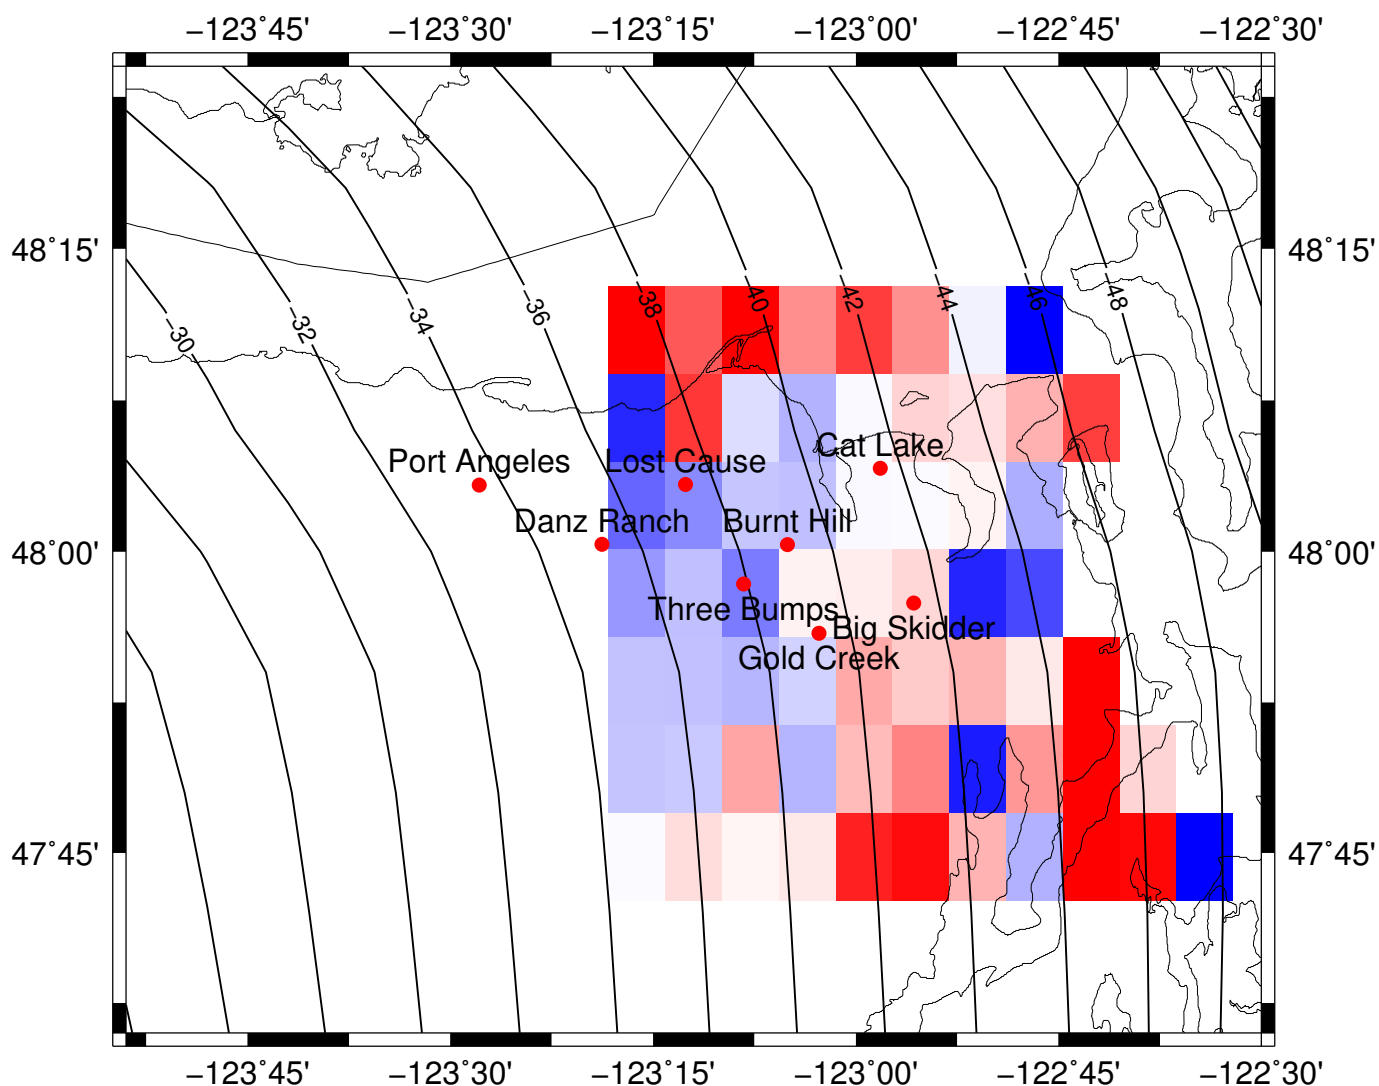 −123˚45' −123˚30' −123˚15' −123˚00' −122˚45' −122˚30'
48˚15' 48˚15'
−30 −32 −34 −36 −38 −40 −42 −44 −46 −48
Cat Lake
Port Angeles Lost Cause
Danz Ranch Burnt Hill
48˚00' 48˚00'
Three Bumps
Big Skidder
Gold Creek
47˚45' 47˚45'
−123˚45' −123˚30' −123˚15' −123˚00' −122˚45' −122˚30'